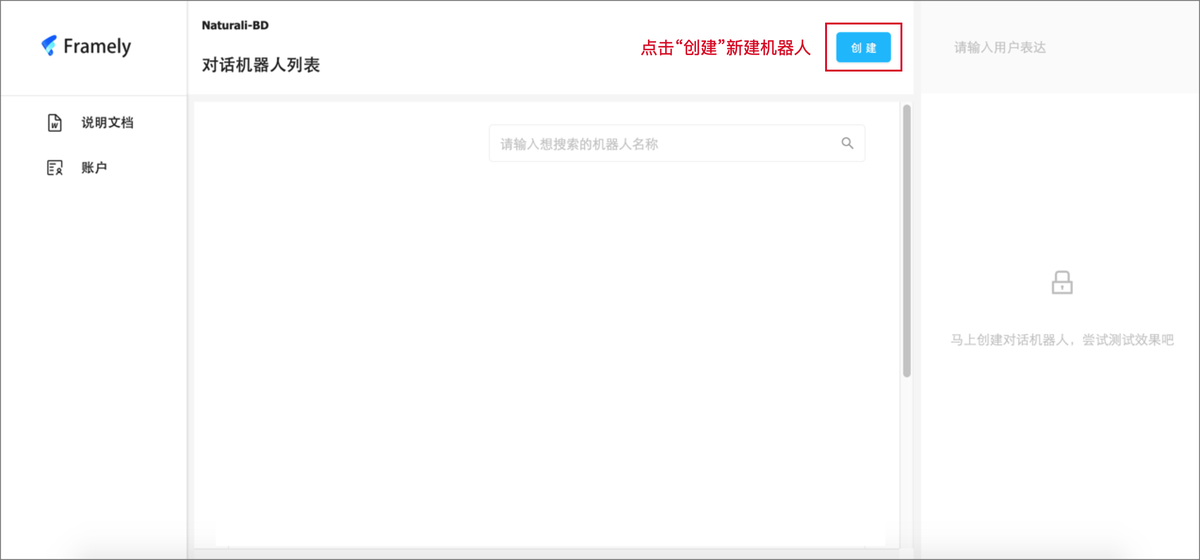 Framely
说明文档
账户
Naturali-BD
对话机器人列表
点击“创建”新建机器人
创 建
请输入想搜索的机器人名称
请输入用户表达
马上创建对话机器人，尝试测试效果吧